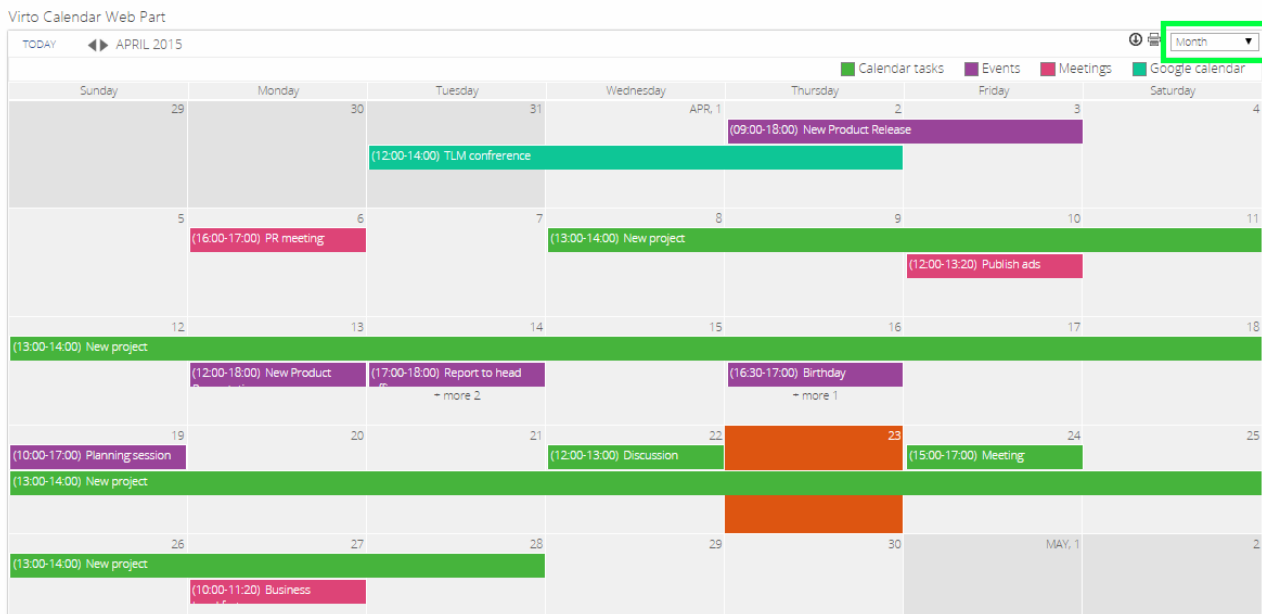 Virto Calendar Web Part
TODAY APRIL 2015 Month
Calendar tasks Events Meetings Google calendar
Sunday Monday Tuesday Wednesday Thursday Friday Saturday
29 30 31 APR, 1 2 3 4
(09:00-18:00) New Product Release
(12:00-14:00) TLM confrerence
5 6 7 8 9 10 11
(16:00-17:00) PR meeting (13:00-14:00) New project
(12:00-13:20) Publish ads
12 13 14 15 16 17 18
(13:00-14:00) New project
(12:00-18:00) New Product (17:00-18:00) Report to head (16:30-17:00) Birthday
+ more 2 + more 1
19 20 21 22 23 24 25
(10:00-17:00) Planning session (12:00-13:00) Discussion (15:00-17:00) Meeting
(13:00-14:00) New project
26 27 28 29 30 MAY, 1 2
(13:00-14:00) New project
(10:00-11:20) Business